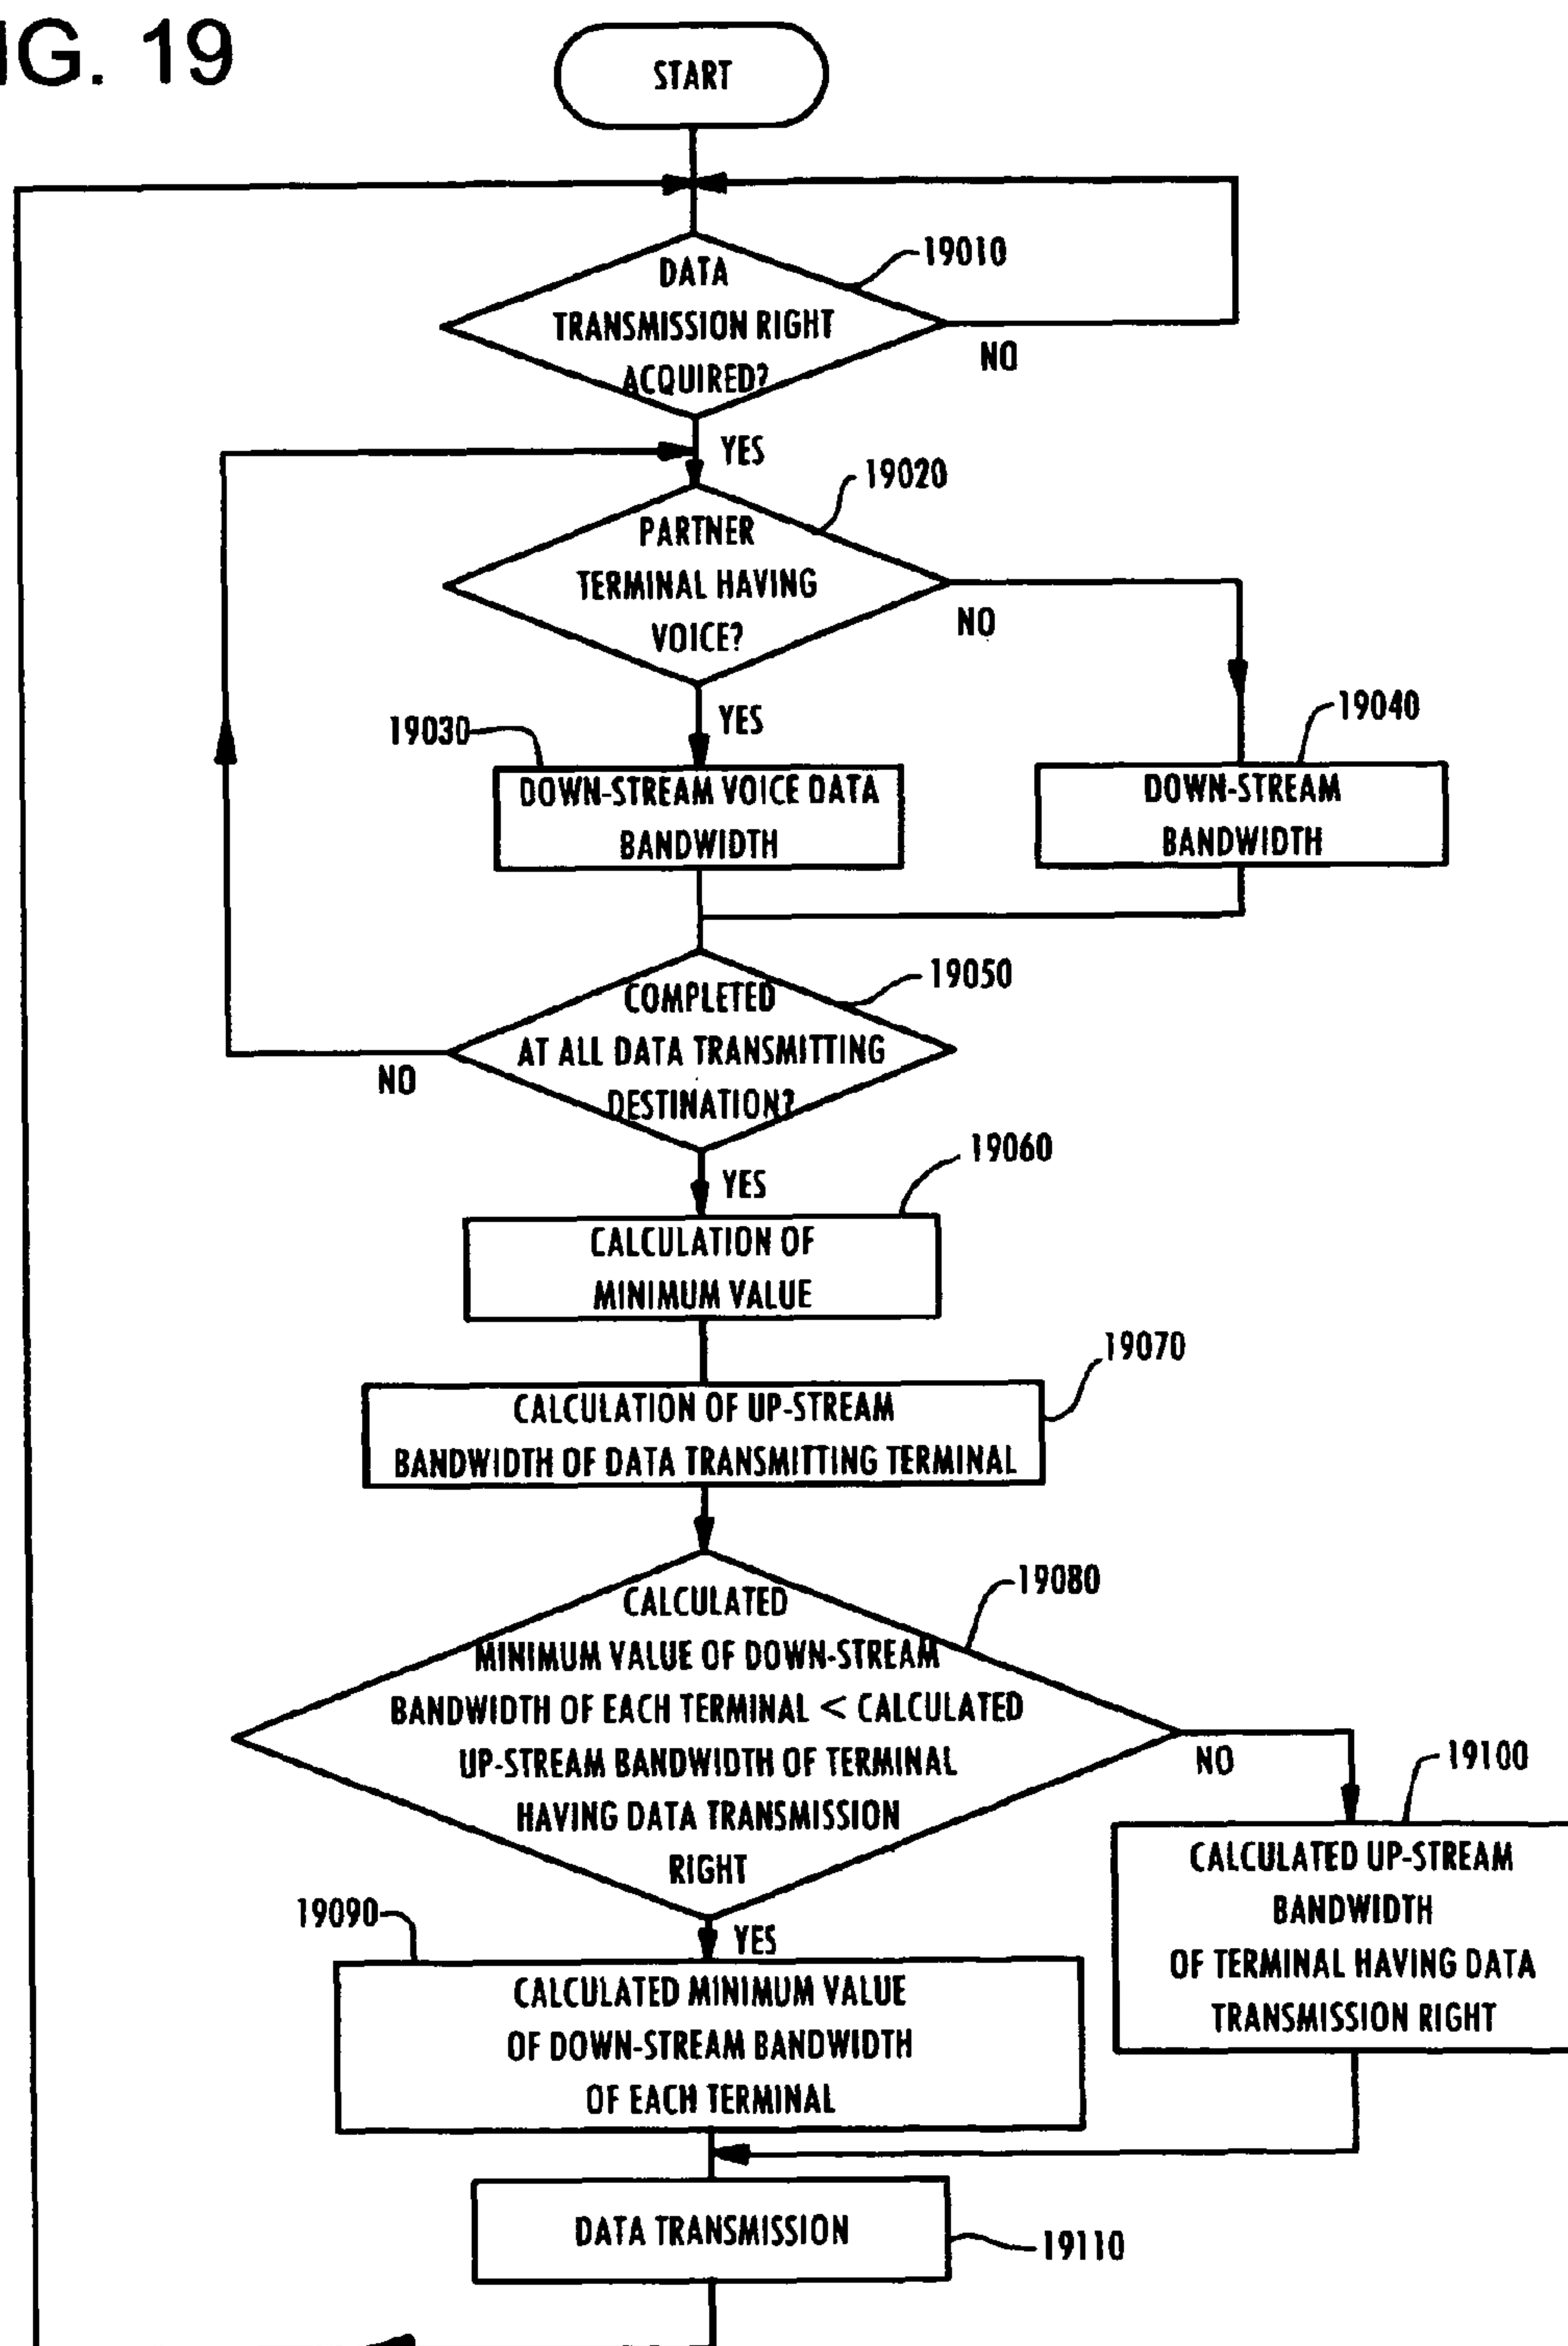 IG. 19
START
19010
DATA
TRANSMISSION RIGHT
ACQUIRED?
NO
YES
19020
PARTNER
TERMINAL HAVING
VOICE?
NO
YES
19030
19040
DOWN-STREAM VOICE DATA
BANDWIDTH
DOWN-STREAM
BANDWIDTH
19050
COMPLETED
AT ALL DATA TRANSMITTING
DESTINATION?
NO
YES
19060
CALCULATION OF
MINIMUM VALUE
19070
CALCULATION OF UP-STREAM
BANDWIDTH OF DATA TRANSMITTING TERMINAL
19080
CALCULATED
MINIMUM VALUE OF DOWN-STREAM
BANDWIDTH OF EACH TERMINAL < CALCULATED
UP-STREAM BANDWIDTH OF TERMINAL
HAVING DATA TRANSMISSION
RIGHT
NO
YES
19090
19100
CALCULATED UP-STREAM
BANDWIDTH
OF TERMINAL HAVING DATA
TRANSMISSION RIGHT
CALCULATED MINIMUM VALUE
OF DOWN-STREAM BANDWIDTH
OF EACH TERMINAL
DATA TRANSMISSION
19110